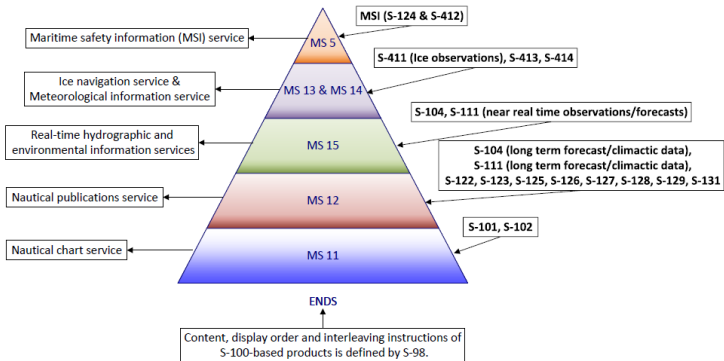 MSI (S-124 & S-412)
Maritime safety information (MSI) service
MS 5
S-411 (Ice observations), S-413, S-414
Ice navigation service &
Meteorological information service
MS 13 & MS 14
S-104, S-111 (near real time observations/forecasts)
Real-time hydrographic and
environmental information services
MS 15
S-104 (long term forecast/climactic data),
S-111 (long term forecast/climactic data),
S-122, S-123, S-125, S-126, S-127, S-128, S-129, S-131
Nautical publications service
MS 12
S-101, S-102
Nautical chart service
MS 11
ENDS
Content, display order and interleaving instructions of
S-100-based products is defined by S-98.